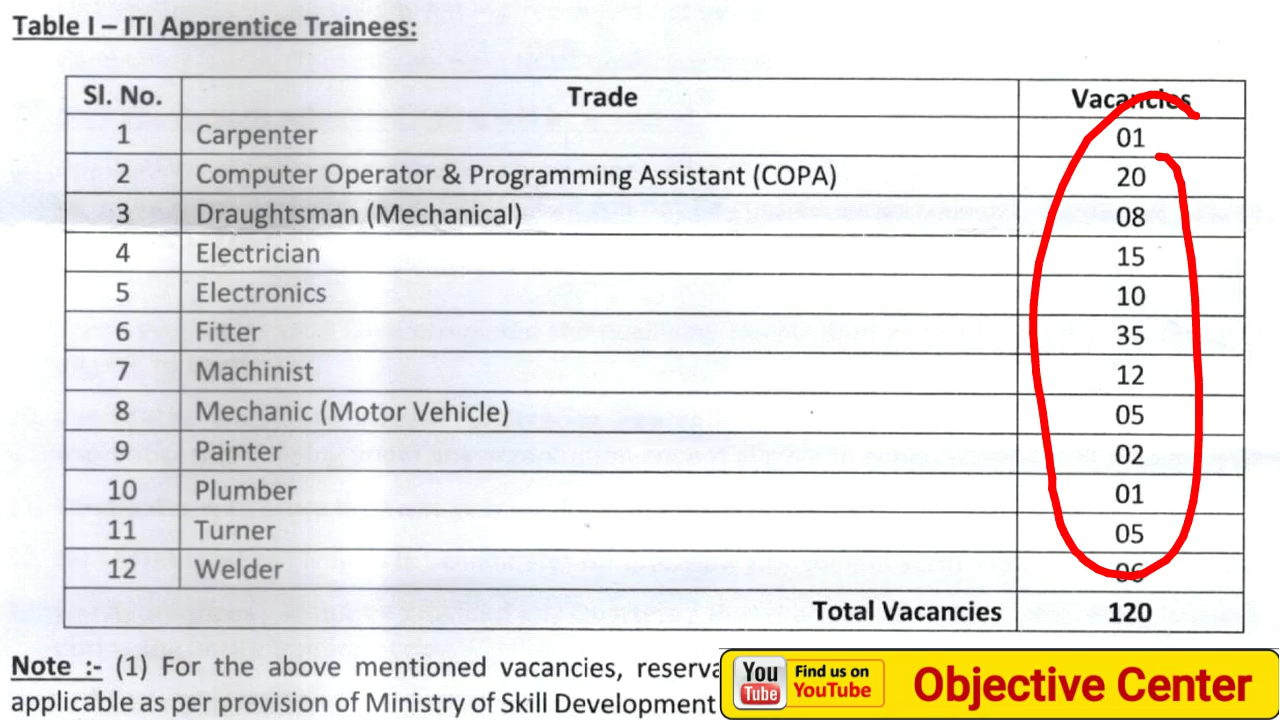 Table I – ITI Apprentice Trainees:
Sl. No. Trade Vacancies
1 Carpenter 01
2 Computer Operator & Programming Assistant (COPA) 20
3 Draughtsman (Mechanical) 08
4 Electrician 15
5 Electronics 10
6 Fitter 35
7 Machinist 12
8 Mechanic (Motor Vehicle) 05
9 Painter 02
10 Plumber 01
11 Turner 05
12 Welder 06
Total Vacancies 120
Note :- (1) For the above mentioned vacancies, reserva
applicable as per provision of Ministry of Skill Development
You Tube
Find us on
YouTube
Objective Center